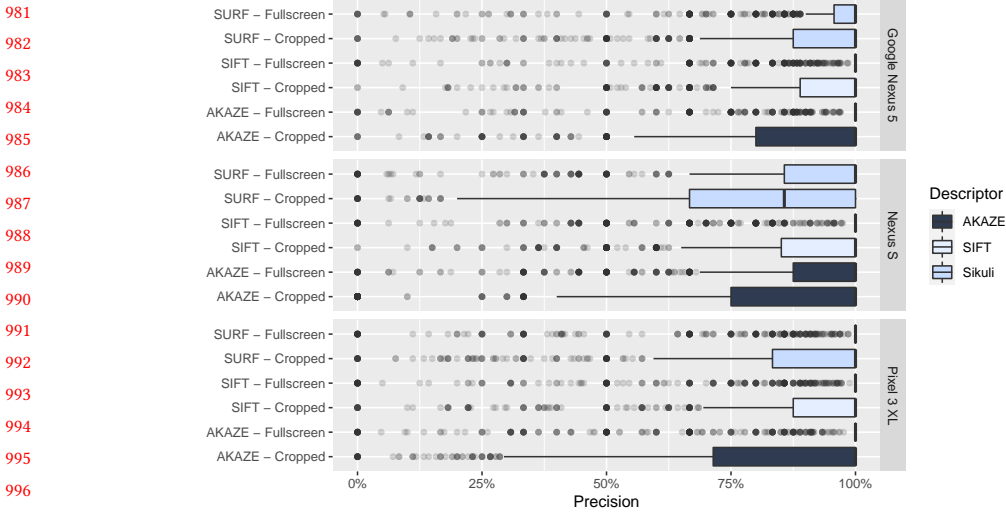 981
982
983
984
985
986
987
988
989
990
991
992
993
994
995
996
SURF – Fullscreen
SURF – Cropped
SIFT – Fullscreen
SIFT – Cropped
AKAZE – Fullscreen
AKAZE – Cropped
Google Nexus 5
SURF – Fullscreen
SURF – Cropped
SIFT – Fullscreen
SIFT – Cropped
AKAZE – Fullscreen
AKAZE – Cropped
Nexus S
SURF – Fullscreen
SURF – Cropped
SIFT – Fullscreen
SIFT – Cropped
AKAZE – Fullscreen
AKAZE – Cropped
Pixel 3 XL
0% 25% 50% 75% 100%
Precision
Descriptor
AKAZE
SIFT
Sikuli